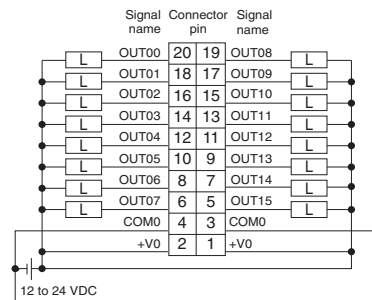 Signal name Connector pin Signal name
L OUT00 20 19 OUT08 L
L OUT01 18 17 OUT09 L
L OUT02 16 15 OUT10 L
L OUT03 14 13 OUT11 L
L OUT04 12 11 OUT12 L
L OUT05 10 9 OUT13 L
L OUT06 8 7 OUT14 L
L OUT07 6 5 OUT15 L
COM0 4 3 COM0
+V0 2 1 +V0
12 to 24 VDC